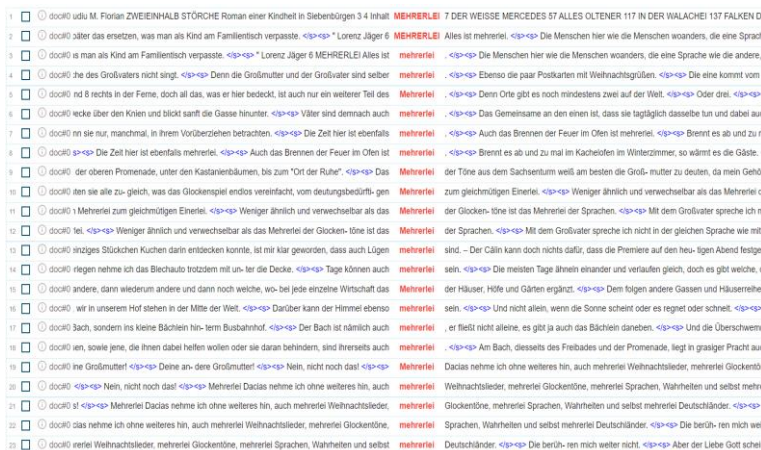 1 doc#0 udiu M. Florian ZWEIEINHALB STÖRCHE Roman einer Kindheit in Siebenbürgen 3 4 Inhalt MEHRERLEI 7 DER WEISSE MERCEDES 57 ALLES OLTENER 117 IN DER WALACHEI 137 FALKEN D
2 doc#0 päter das ersetzen, was man als Kind am Familientisch verpasste. </s><s> " Lorenz Jäger 6 MEHRERLEI Alles ist mehrerlei. </s><s> Die Menschen hier wie die Menschen woanders, die eine Sprach
3 doc#0 is man als Kind am Familientisch verpasste. </s><s> " Lorenz Jäger 6 MEHRERLEI Alles ist mehrerlei . </s><s> Die Menschen hier wie die Menschen woanders, die eine Sprache wie die andere,
4 doc#0 he des Großvaters nicht singt. </s><s> Denn die Großmutter und der Großvater sind selber mehrerlei . </s><s> Ebenso die paar Postkarten mit Weihnachtsgrüßen. </s><s> Die eine kommt vom
5 doc#0 nd 8 rechts in der Ferne, doch all das, was er hier bedeckt, ist auch nur ein weiterer Teil des Mehrerlei . </s><s> Denn Orte gibt es noch mindestens zwei auf der Welt. </s><s> Oder drei. </s><s>
6 doc#0 recke über den Knien und blickt sanft die Gasse hinunter. </s><s> Väter sind demnach auch mehrerlei . </s><s> Das Gemeinsame an den einen ist, dass sie tagtäglich dasselbe tun und dabei au
7 doc#0 nn sie nur, manchmal, in ihrem Vorüberziehen betrachten. </s><s> Die Zeit hier ist ebenfalls mehrerlei . </s><s> Auch das Brennen der Feuer im Ofen ist mehrerlei. </s><s> Brennt es ab und zu m
8 doc#0 s><s> Die Zeit hier ist ebenfalls mehrerlei. </s><s> Auch das Brennen der Feuer im Ofen ist mehrerlei . </s><s> Brennt es ab und zu mal im Kachelofen im Winterzimmer, so wärmt es die Gäste.
9 doc#0 der oberen Promenade, unter den Kastanienbäumen, bis zum "Ort der Ruhe". </s><s> Das Mehrerlei der Töne aus dem Sachsenturm weiß am besten die Groß- mutter zu deuten, da mein Gehö
10 doc#0 iten sie alle zu- gleich, was das Glockenspiel endlos vereinfacht, vom deutungsbedürfti- gen Mehrerlei zum gleichmütigen Einerlei. </s><s> Weniger ähnlich und verwechselbar als das Mehrerlei d
11 doc#0 Mehrerlei zum gleichmütigen Einerlei. </s><s> Weniger ähnlich und verwechselbar als das Mehrerlei der Glocken- töne ist das Mehrerlei der Sprachen. </s><s> Mit dem Großvater spreche ich n
12 doc#0 lei. </s><s> Weniger ähnlich und verwechselbar als das Mehrerlei der Glocken- töne ist das Mehrerlei der Sprachen. </s><s> Mit dem Großvater spreche ich nicht in der gleichen Sprache wie mit
13 doc#0 einziges Stückchen Kuchen darin entdecken konnte, ist mir klar geworden, dass auch Lügen mehrerlei sind. – Der Călin kann doch nichts dafür, dass die Premiere auf den heu- tigen Abend festge
14 doc#0 rlegen nehme ich das Blechauto trotzdem mit un- ter die Decke. </s><s> Tage können auch mehrerlei sein. </s><s> Die meisten Tage ähneln einander und verlaufen gleich, doch es gibt welche,
15 doc#0 andere, dann wiederum andere und dann noch welche, wo- bei jede einzelne Wirtschaft das Mehrerlei der Häuser, Höfe und Gärten ergänzt. </s><s> Dem folgen andere Gassen und Häuserreihe
16 doc#0 . wir in unserem Hof stehen in der Mitte der Welt. </s><s> Darüber kann der Himmel ebenso mehrerlei sein. </s><s> Und nicht allein, wenn die Sonne scheint oder es regnet oder schneit. </s><s>
17 doc#0 Bach, sondern ins kleine Bächlein hin- term Busbahnhof. </s><s> Der Bach ist nämlich auch mehrerlei , er fließt nicht alleine, es gibt ja auch das Bächlein daneben. </s><s> Und die Überschwem
18 doc#0 en, sowie jene, die ihnen dabei helfen wollen oder sie daran behindern, sind ihrerseits auch mehrerlei . </s><s> Am Bach, diesseits des Freibades und der Promenade, liegt in grasiger Pracht au
19 doc#0 ine Großmutter! </s><s> Deine an- dere Großmutter! </s><s> Nein, nicht noch das! </s><s> Mehrerlei Dacias nehme ich ohne weiteres hin, auch mehrerlei Weihnachtslieder, mehrerlei Glockentö
20 doc#0 </s><s> Nein, nicht noch das! </s><s> Mehrerlei Dacias nehme ich ohne weiteres hin, auch mehrerlei Weihnachtslieder, mehrerlei Glockentöne, mehrerlei Sprachen, Wahrheiten und selbst mehre
21 doc#0 s! </s><s> Mehrerlei Dacias nehme ich ohne weiteres hin, auch mehrerlei Weihnachtslieder, mehrerlei Glockentöne, mehrerlei Sprachen, Wahrheiten und selbst mehrerlei Deutschländer. </s><s>
22 doc#0 cias nehme ich ohne weiteres hin, auch mehrerlei Weihnachtslieder, mehrerlei Glockentöne, mehrerlei Sprachen, Wahrheiten und selbst mehrerlei Deutschländer. </s><s> Die berüh- ren mich wei
23 doc#0 rerlei Weihnachtslieder, mehrerlei Glockentöne, mehrerlei Sprachen, Wahrheiten und selbst mehrerlei Deutschländer. </s><s> Die berüh- ren mich weiter nicht. </s><s> Aber der Liebe Gott schei